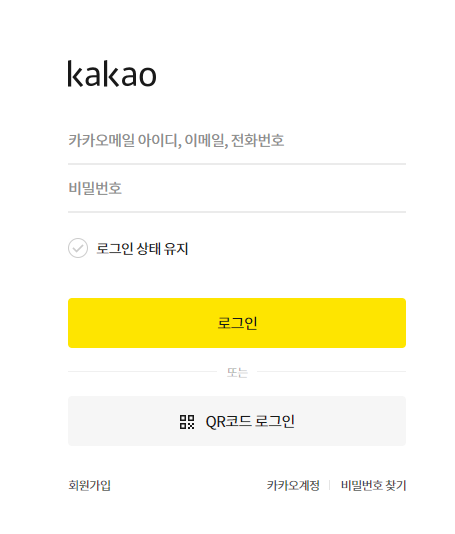 kakao
카카오메일 아이디, 이메일, 전화번호
비밀번호
로그인 상태 유지
로그인
또는
QR코드 로그인
회원가입 카카오계정 비밀번호 찾기